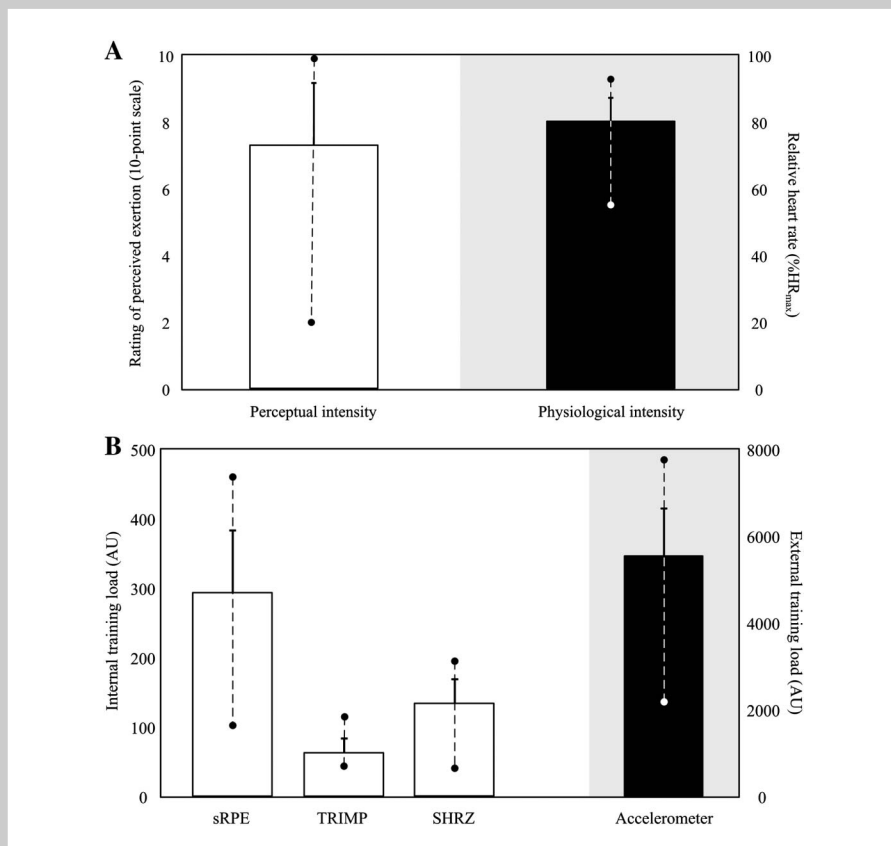 A
10
8
6
4
2
0
Rating of perceived exertion (10-point scale)
100
80
60
40
20
0
Relative heart rate (%HRmax)
Perceptual intensity
Physiological intensity
B
500
400
300
200
100
0
Internal training load (AU)
8000
6000
4000
2000
0
External training load (AU)
sRPE
TRIMP
SHRZ
Accelerometer